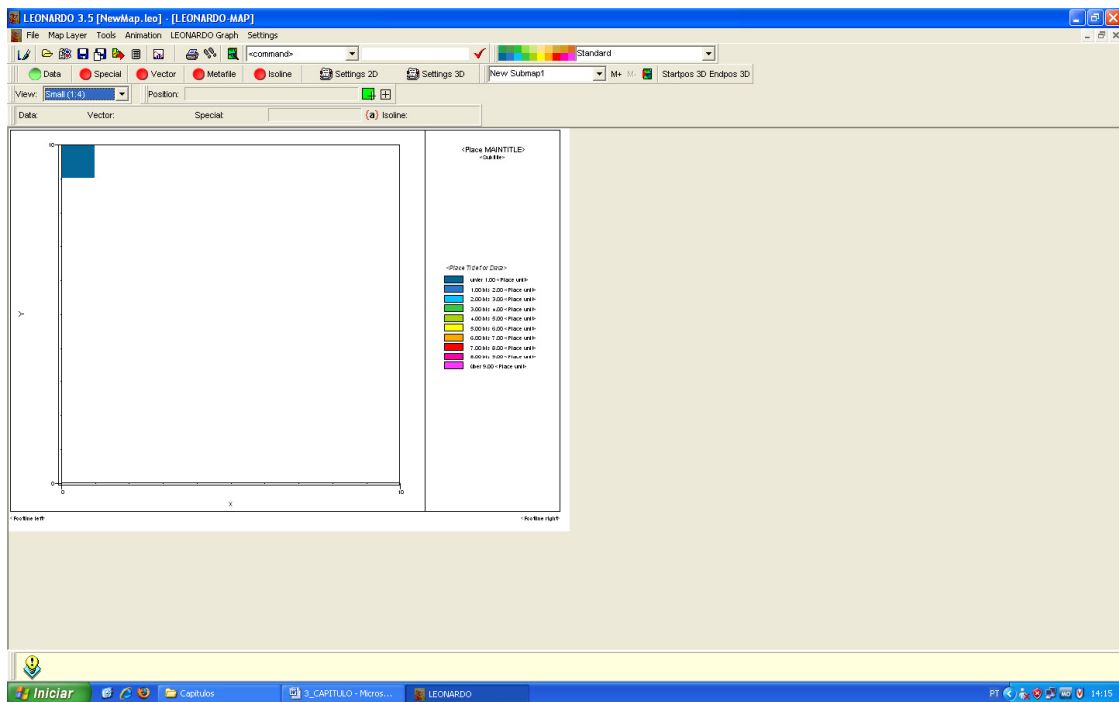 LEONARDO 3.5 [NewMap.leo] - [LEONARDO-MAP]
File Map Layer Tools Animation LEONARDO Graph Settings
<command> Standard
Data Special Vector Metafile Isoline Settings 2D Settings 3D New Submap1 M+ M- Startpos 3D Endpos 3D
View: Small (1:4) Position:
Data: Vector: Special: {a} Isoline:
<Place MAINTITLE>
<Subtitle>
10
Y
0
0
10
X
<Place Title for Data>
unter 1.00 <Place unit>
1.00 bis 2.00 <Place unit>
2.00 bis 3.00 <Place unit>
3.00 bis 4.00 <Place unit>
4.00 bis 5.00 <Place unit>
5.00 bis 6.00 <Place unit>
6.00 bis 7.00 <Place unit>
7.00 bis 8.00 <Place unit>
8.00 bis 9.00 <Place unit>
über 9.00 <Place unit>
<Footline left>
<Footline right>
Iniciar Capitulos 3_CAPITULO - Micros... LEONARDO PT 14:15